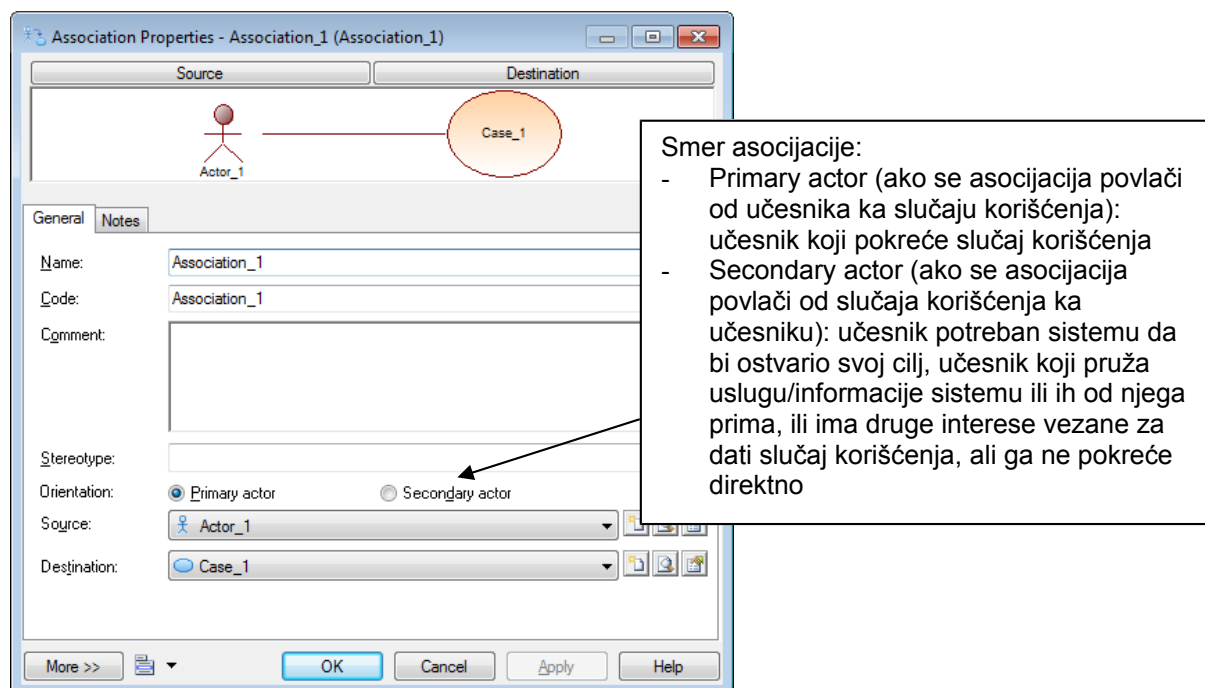 Association Properties - Association_1 (Association_1)
Source
Destination
Actor_1
Case_1
General
Notes
Name:
Association_1
Code:
Association_1
Comment:
Stereotype:
Orientation:
Primary actor
Secondary actor
Source:
Actor_1
Destination:
Case_1
More >>
OK
Cancel
Apply
Help
Smer asocijacije:
- Primary actor (ako se asocijacija povlači
od učesnika ka slučaju korišćenja):
učesnik koji pokreće slučaj korišćenja
- Secondary actor (ako se asocijacija
povlači od slučaja korišćenja ka
učesniku): učesnik potreban sistemu da
bi ostvario svoj cilj, učesnik koji pruža
uslugu/informacije sistemu ili ih od njega
prima, ili ima druge interese vezane za
dati slučaj korišćenja, ali ga ne pokreće
direktno